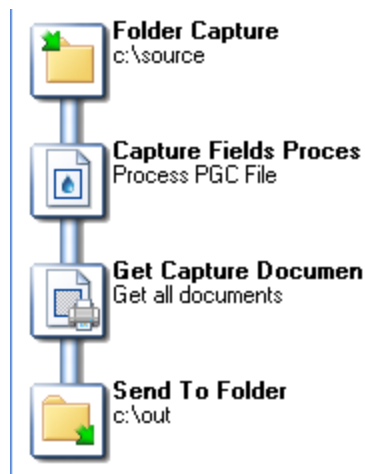 Folder Capture
c:\source
Capture Fields Proces
Process PGC File
Get Capture Documen
Get all documents
Send To Folder
c:\out